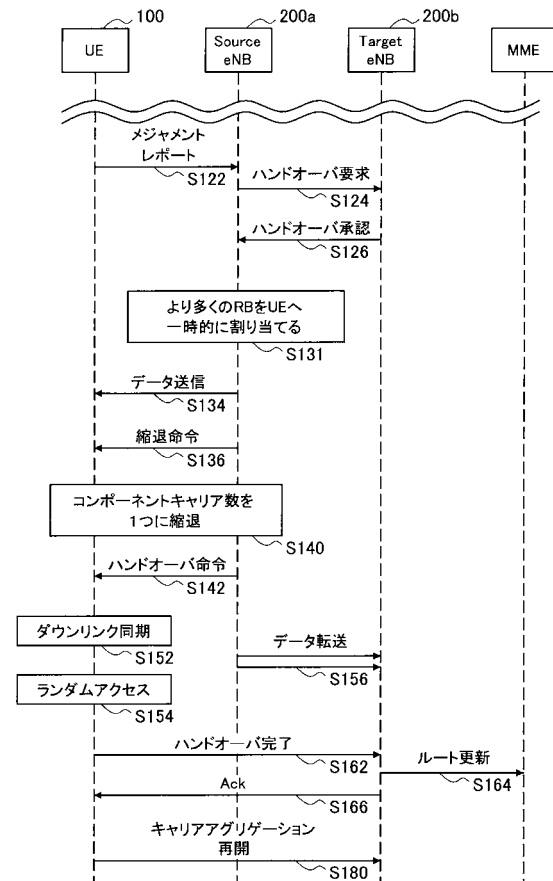 100
200a
200b
UE
Source
eNB
Target
eNB
MME
メジャメント
レポート
S122
ハンドオーバ要求
S124
ハンドオーバ承認
S126
より多くのRBをUEへ
一時的に割り当てる
S131
データ送信
S134
縮退命令
S136
コンポーネントキャリア数を
1つに縮退
S140
ハンドオーバ命令
S142
ダウンリンク同期
S152
データ転送
S156
ランダムアクセス
S154
ハンドオーバ完了
S162
ルート更新
S164
Ack
S166
キャリアアグリゲーション
再開
S180